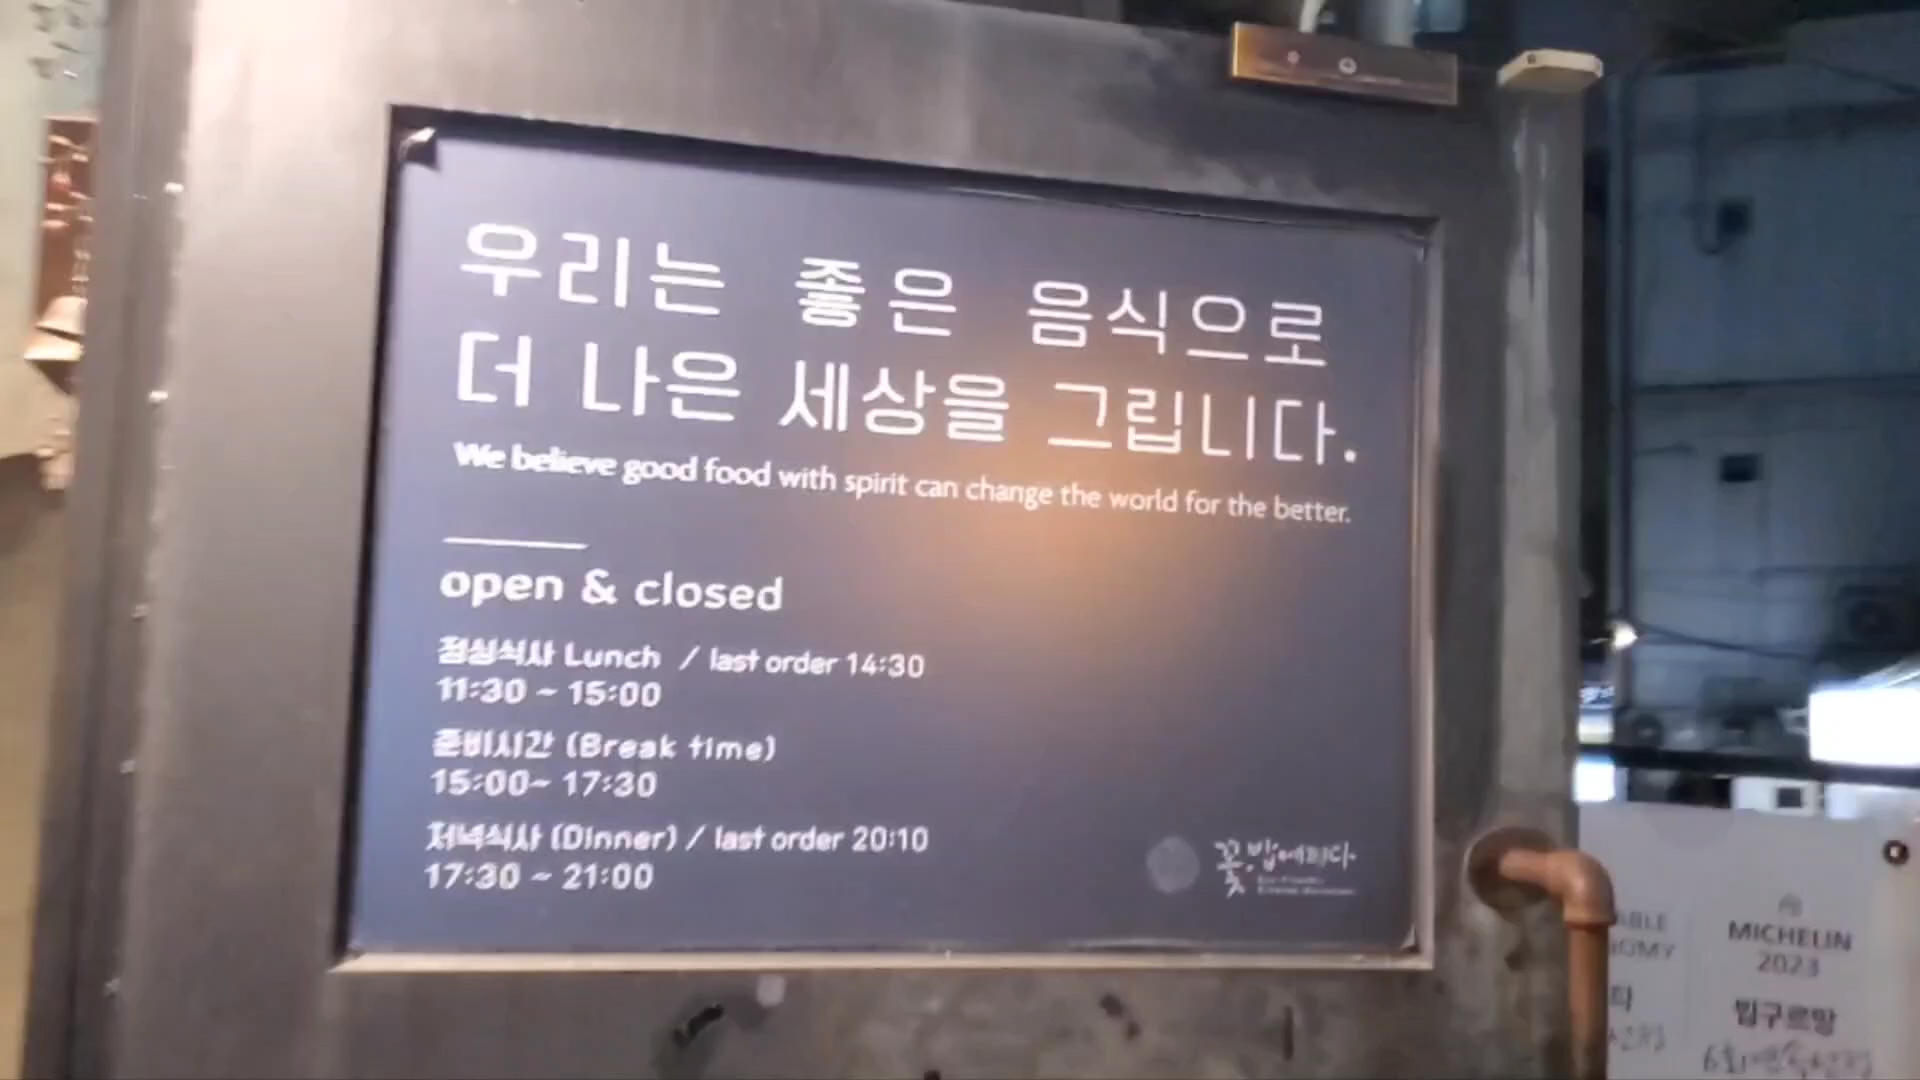 우리는 좋은 음식으로
더 나은 세상을 그립니다.
We believe good food with spirit can change the world for the better.
open & closed
점심식사 Lunch / last order 14:30
11:30 ~ 15:00
준비시간 (Break time)
15:00~ 17:30
저녁식사 (Dinner) / last order 20:10
17:30 ~ 21:00
꽃, 밥에피다
MICHELIN
2023
빕구르망